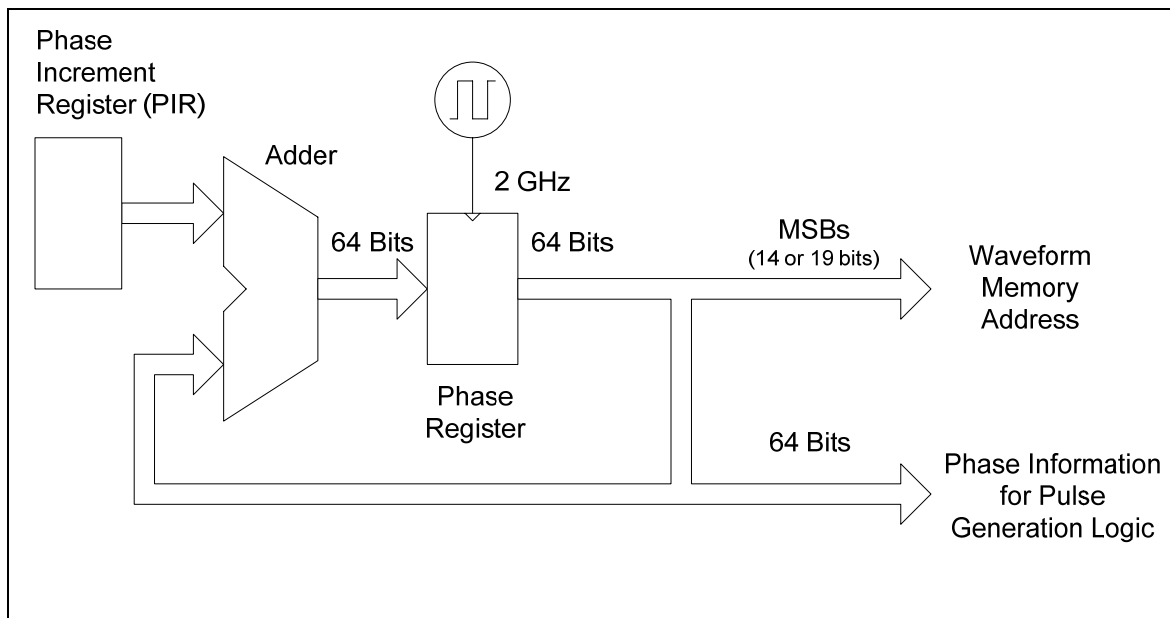 Phase
Increment
Register (PIR)
Adder
2 GHz
64 Bits
64 Bits
MSBs
(14 or 19 bits)
Waveform
Memory
Address
Phase
Register
64 Bits
Phase Information
for Pulse
Generation Logic